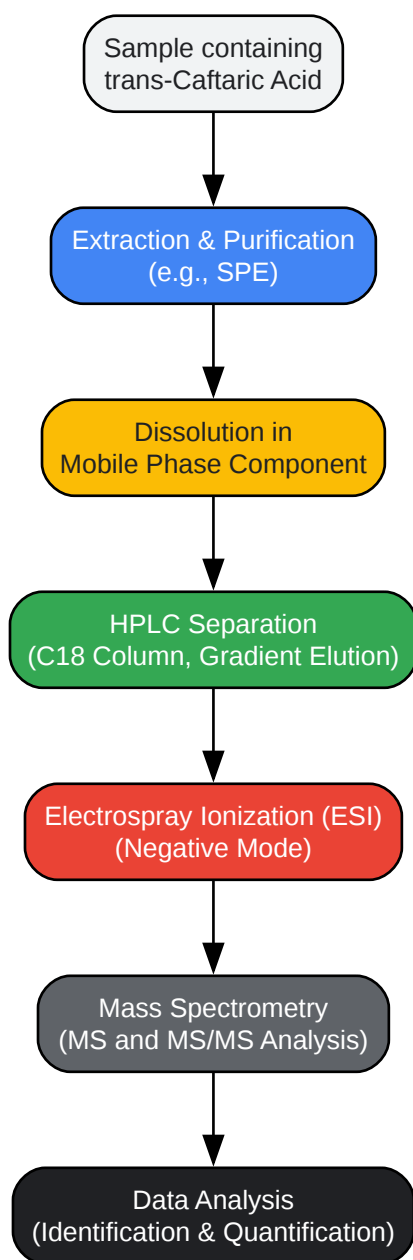 Sample containing
trans-Caftaric Acid
Extraction & Purification
(e.g., SPE)
Dissolution in
Mobile Phase Component
HPLC Separation
(C18 Column, Gradient Elution)
Electrospray Ionization (ESI)
(Negative Mode)
Mass Spectrometry
(MS and MS/MS Analysis)
Data Analysis
(Identification & Quantification)